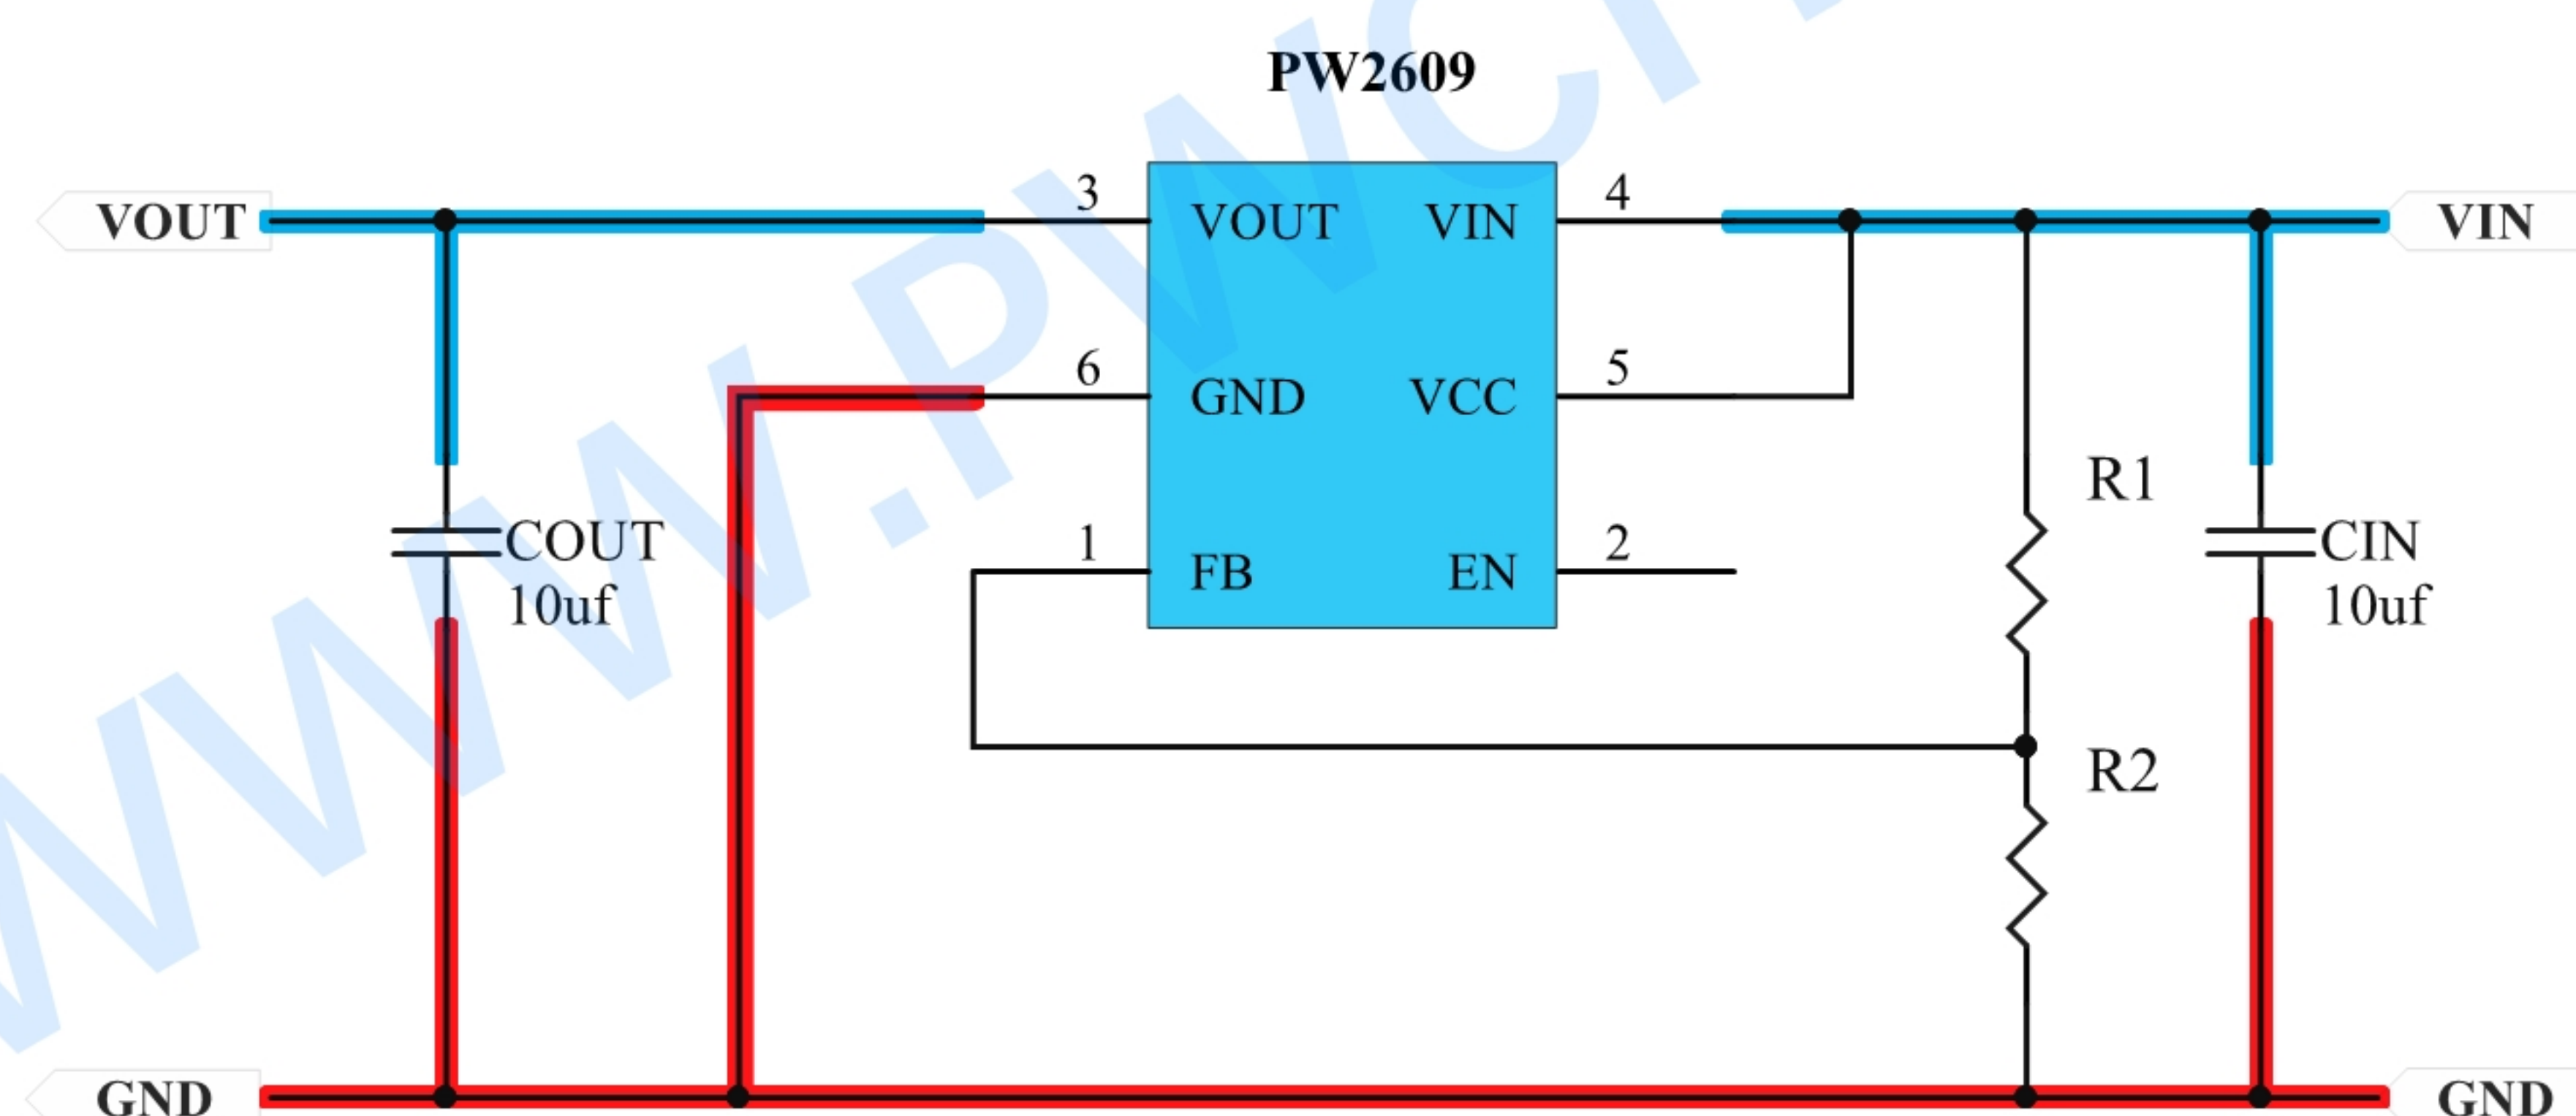 PW2609
VOUT
3
VOUT
VIN
4
VIN
6
GND
VCC
5
R1
COUT
10uf
1
FB
EN
2
CIN
10uf
R2
GND
GND
WWW.PWC